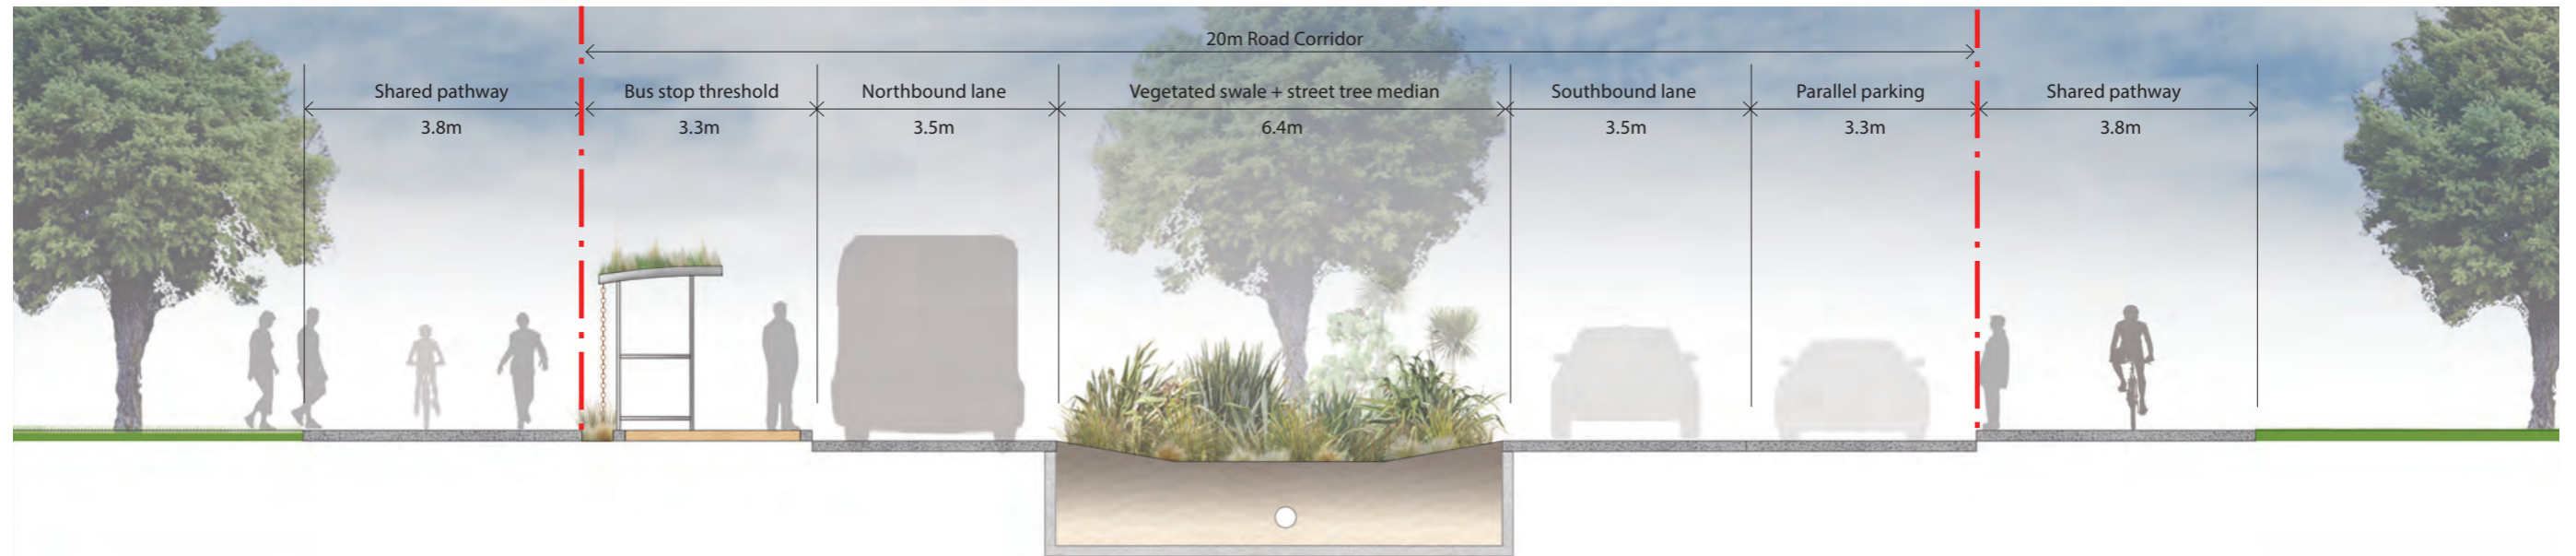 20m Road Corridor
Shared pathway
3.8m
Bus stop threshold
3.3m
Northbound lane
3.5m
Vegetated swale + street tree median
6.4m
Southbound lane
3.5m
Parallel parking
3.3m
Shared pathway
3.8m